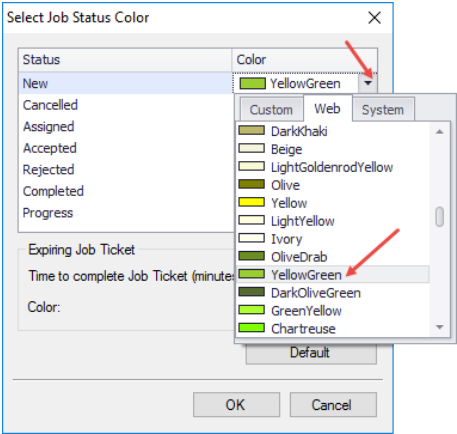 Select Job Status Color
Status Color
New YellowGreen
Custom Web System
Cancelled
Assigned
Accepted
Rejected
Completed
Progress
DarkKhaki
Beige
LightGoldenrodYellow
Olive
Yellow
LightYellow
Ivory
OliveDrab
YellowGreen
DarkOliveGreen
GreenYellow
Chartreuse
Expiring Job Ticket
Time to complete Job Ticket (minute
Color:
Default
OK Cancel